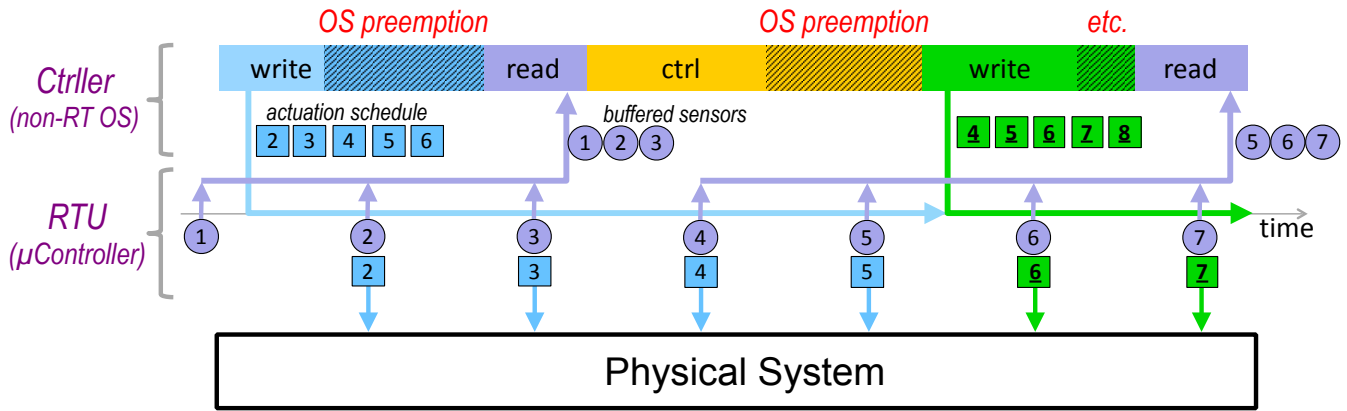 OS preemption OS preemption etc.
write read ctrl write read
Ctrller
(non-RT OS)
actuation schedule buffered sensors
2 3 4 5 6 1 2 3 4 5 6 7 8 5 6 7
RTU
(μController)
1 2 3 4 5 6 7 time
2 3 4 5 6 7
Physical System